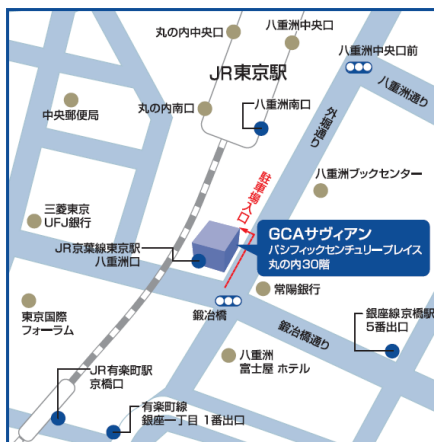 丸の内中央口
八重洲中央口
八重洲中央口前
JR東京駅
八重洲通り
中央郵便局
丸の内南口
八重洲南口
外堀通り
八重洲ブックセンター
駐車場入口
三菱東京
UFJ銀行
GCAサヴィアン
パシフィックセンチュリープレイス
丸の内30階
JR京葉線東京駅
八重洲口
常陽銀行
東京国際
フォーラム
鍛冶橋
鍛冶橋通り
銀座線京橋駅
5番出口
八重洲
富士屋 ホテル
JR有楽町駅
京橋口
有楽町線
銀座一丁目 1番出口